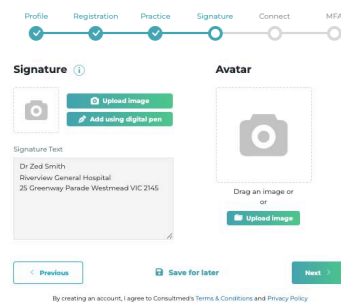 Profile Registration Practice Signature Connect MFA
Signature i Avatar
Upload image
Add using digital pen
Signature Text
Dr Zed Smith
Riverview General Hospital
25 Greenway Parade Westmead VIC 2145
Drag an image or
or
Upload image
< Previous Save for later Next >
By creating an account, I agree to Consultmed's Terms & Conditions and Privacy Policy